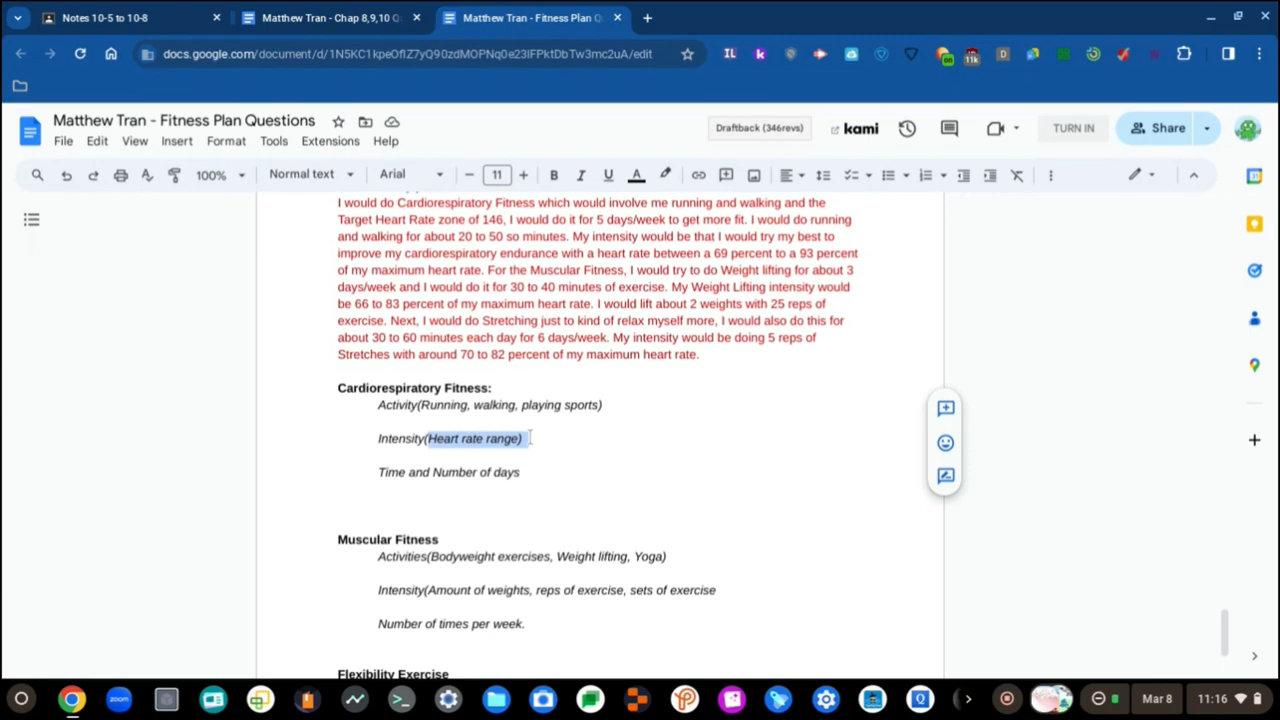 Notes 10-5 to 10-8
Matthew Tran - Chap 8,9,10 Q
Matthew Tran - Fitness Plan Q
docs.google.com/document/d/1N5KC1kpeOflZ7yQ90zdMOPNq0e23IFPktDbTw3mc2uA/edit
11k
Matthew Tran - Fitness Plan Questions
Draftback (346revs)
kami
TURN IN
Share
File Edit View Insert Format Tools Extensions Help
100% Normal text Arial 11
I would do Cardiorespiratory Fitness which would involve me running and walking and the
Target Heart Rate zone of 146, I would do it for 5 days/week to get more fit. I would do running
and walking for about 20 to 50 so minutes. My intensity would be that I would try my best to
improve my cardiorespiratory endurance with a heart rate between a 69 percent to a 93 percent
of my maximum heart rate. For the Muscular Fitness, I would try to do Weight lifting for about 3
days/week and I would do it for 30 to 40 minutes of exercise. My Weight Lifting intensity would
be 66 to 83 percent of my maximum heart rate. I would lift about 2 weights with 25 reps of
exercise. Next, I would do Stretching just to kind of relax myself more, I would also do this for
about 30 to 60 minutes each day for 6 days/week. My intensity would be doing 5 reps of
Stretches with around 70 to 82 percent of my maximum heart rate.
Cardiorespiratory Fitness:
Activity(Running, walking, playing sports)
Intensity(Heart rate range)
Time and Number of days
Muscular Fitness
Activities(Bodyweight exercises, Weight lifting, Yoga)
Intensity(Amount of weights, reps of exercise, sets of exercise
Number of times per week.
Flexibility Exercise
zoom
Mar 8
11:16